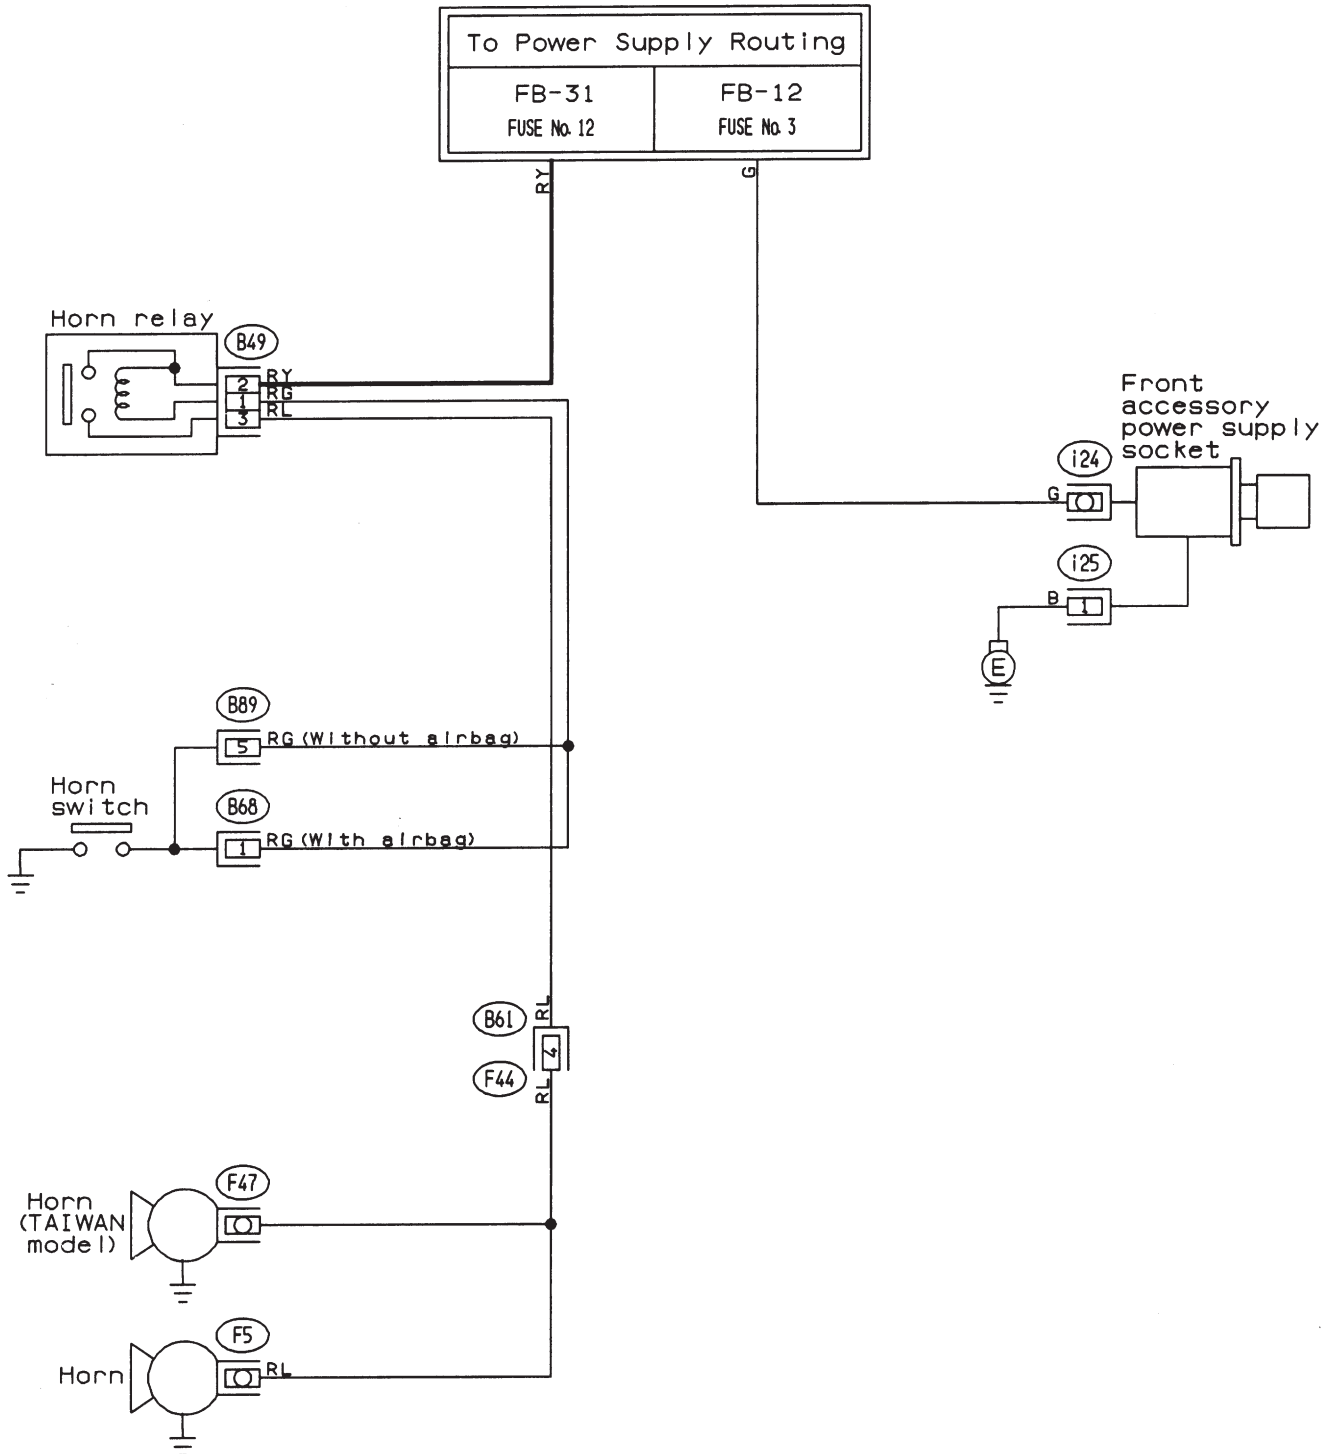 To Power Supply Routing
FB-31
FB-12
FUSE No. 12
FUSE No. 3
RY
G
Horn relay
B49
2
RY
1
RG
3
RL
Front
accessory
power supply
socket
i24
G
i25
B
1
E
B89
5
RG (Without airbag)
Horn
switch
B68
1
RG (With airbag)
RL
B61
4
F44
RL
F47
Horn
(TAIWAN
model)
F5
Horn
RL